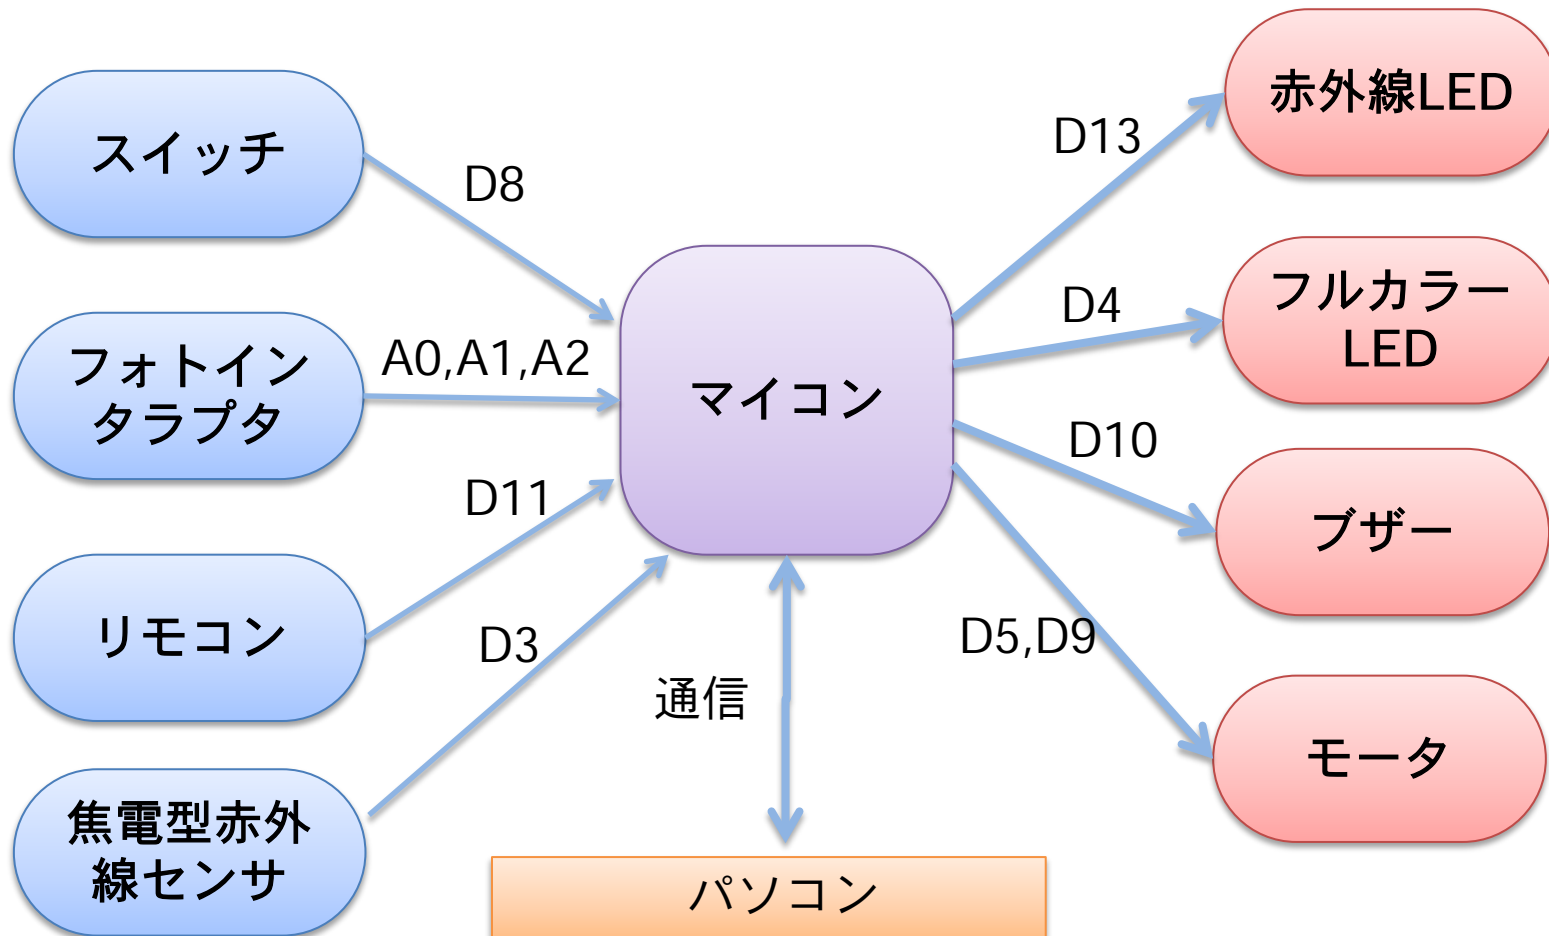 スイッチ
D8
フォトイン
タラプタ
A0,A1,A2
リモコン
D11
焦電型赤外
線センサ
D3
マイコン
通信
パソコン
D13
赤外線LED
D4
フルカラー
LED
D10
ブザー
D5,D9
モータ